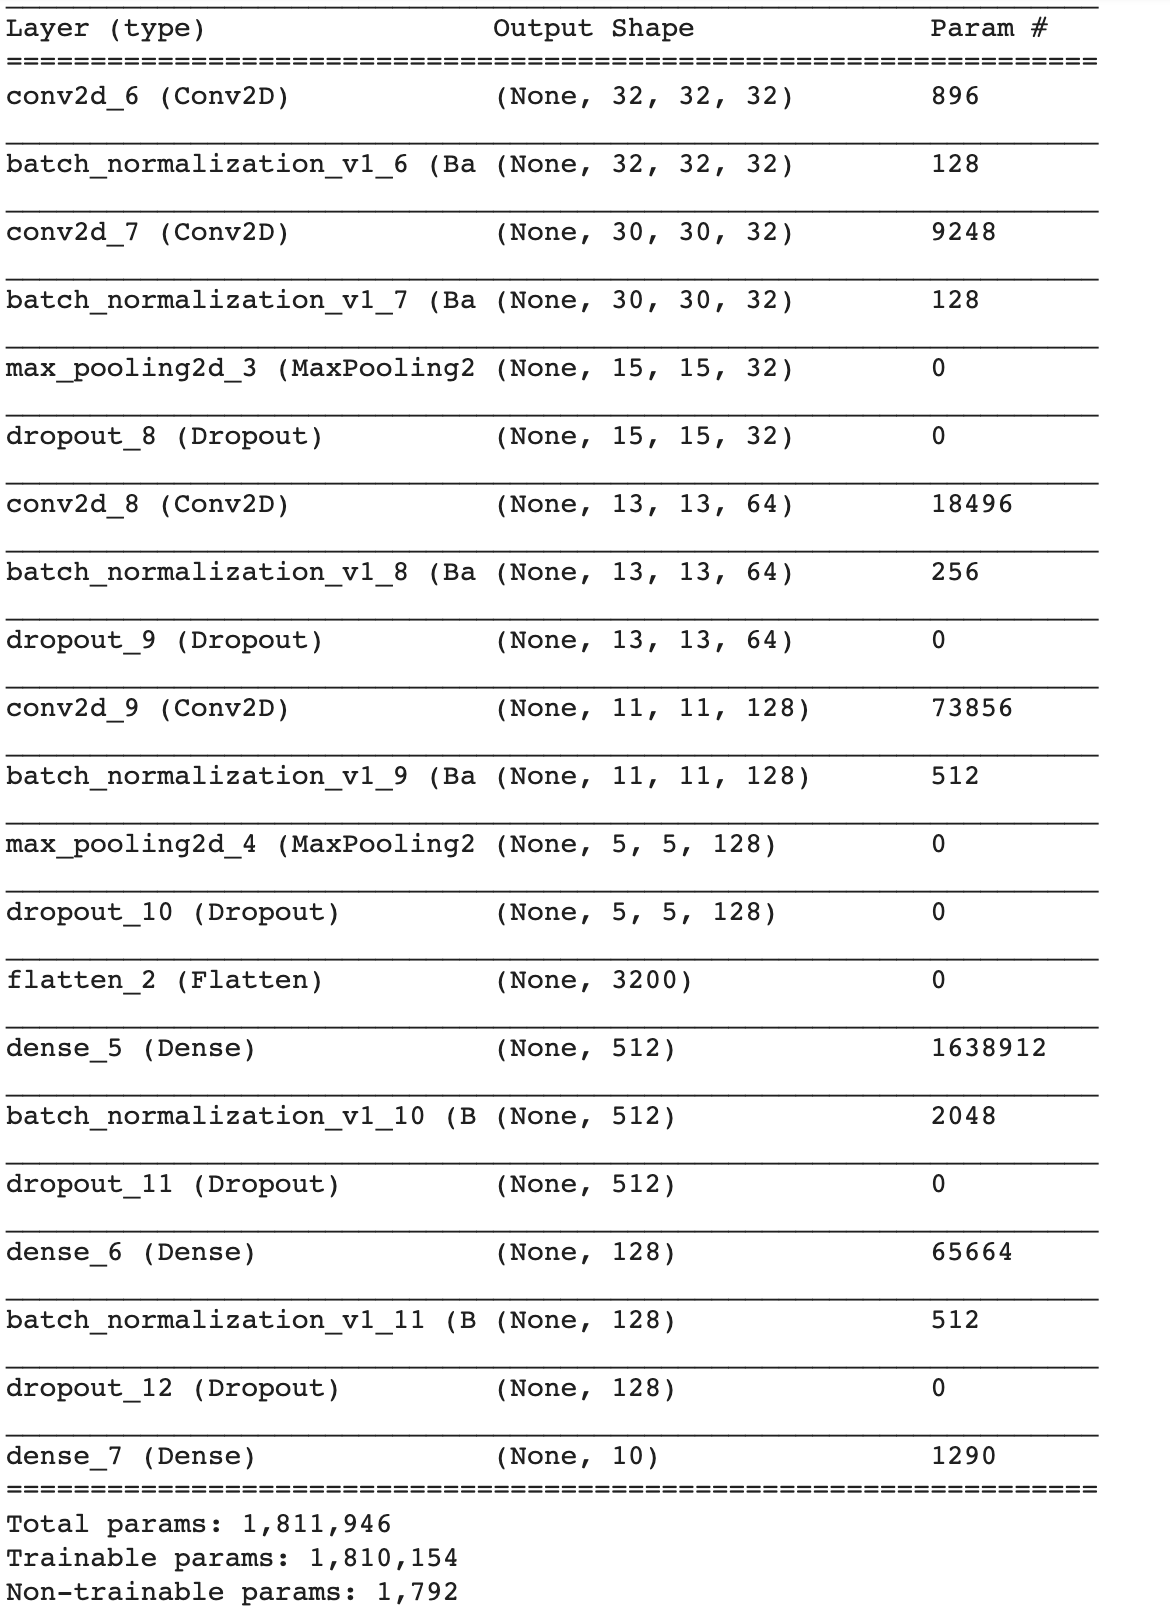 Layer (type) Output Shape Param #
=================================================================
conv2d_6 (Conv2D) (None, 32, 32, 32) 896
batch_normalization_v1_6 (Ba (None, 32, 32, 32) 128
conv2d_7 (Conv2D) (None, 30, 30, 32) 9248
batch_normalization_v1_7 (Ba (None, 30, 30, 32) 128
max_pooling2d_3 (MaxPooling2 (None, 15, 15, 32) 0
dropout_8 (Dropout) (None, 15, 15, 32) 0
conv2d_8 (Conv2D) (None, 13, 13, 64) 18496
batch_normalization_v1_8 (Ba (None, 13, 13, 64) 256
dropout_9 (Dropout) (None, 13, 13, 64) 0
conv2d_9 (Conv2D) (None, 11, 11, 128) 73856
batch_normalization_v1_9 (Ba (None, 11, 11, 128) 512
max_pooling2d_4 (MaxPooling2 (None, 5, 5, 128) 0
dropout_10 (Dropout) (None, 5, 5, 128) 0
flatten_2 (Flatten) (None, 3200) 0
dense_5 (Dense) (None, 512) 1638912
batch_normalization_v1_10 (B (None, 512) 2048
dropout_11 (Dropout) (None, 512) 0
dense_6 (Dense) (None, 128) 65664
batch_normalization_v1_11 (B (None, 128) 512
dropout_12 (Dropout) (None, 128) 0
dense_7 (Dense) (None, 10) 1290
=================================================================
Total params: 1,811,946
Trainable params: 1,810,154
Non-trainable params: 1,792